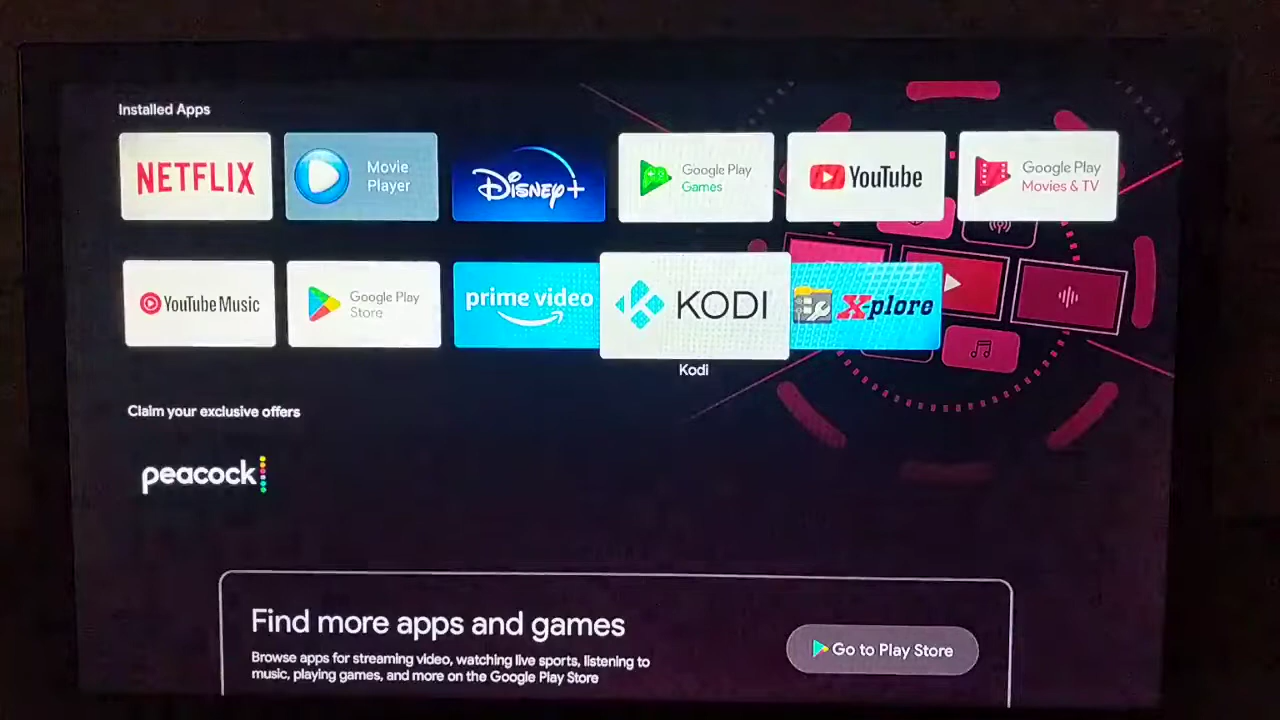 Installed Apps
NETFLIX
Movie
Player
Disney+
Google Play
Games
YouTube
Google Play
Movies & TV
YouTube Music
Google Play
Store
prime video
KODI
X-plore
Kodi
Claim your exclusive offers
peacock
Find more apps and games
Browse apps for streaming video, watching live sports, listening to
music, playing games, and more on the Google Play Store
Go to Play Store